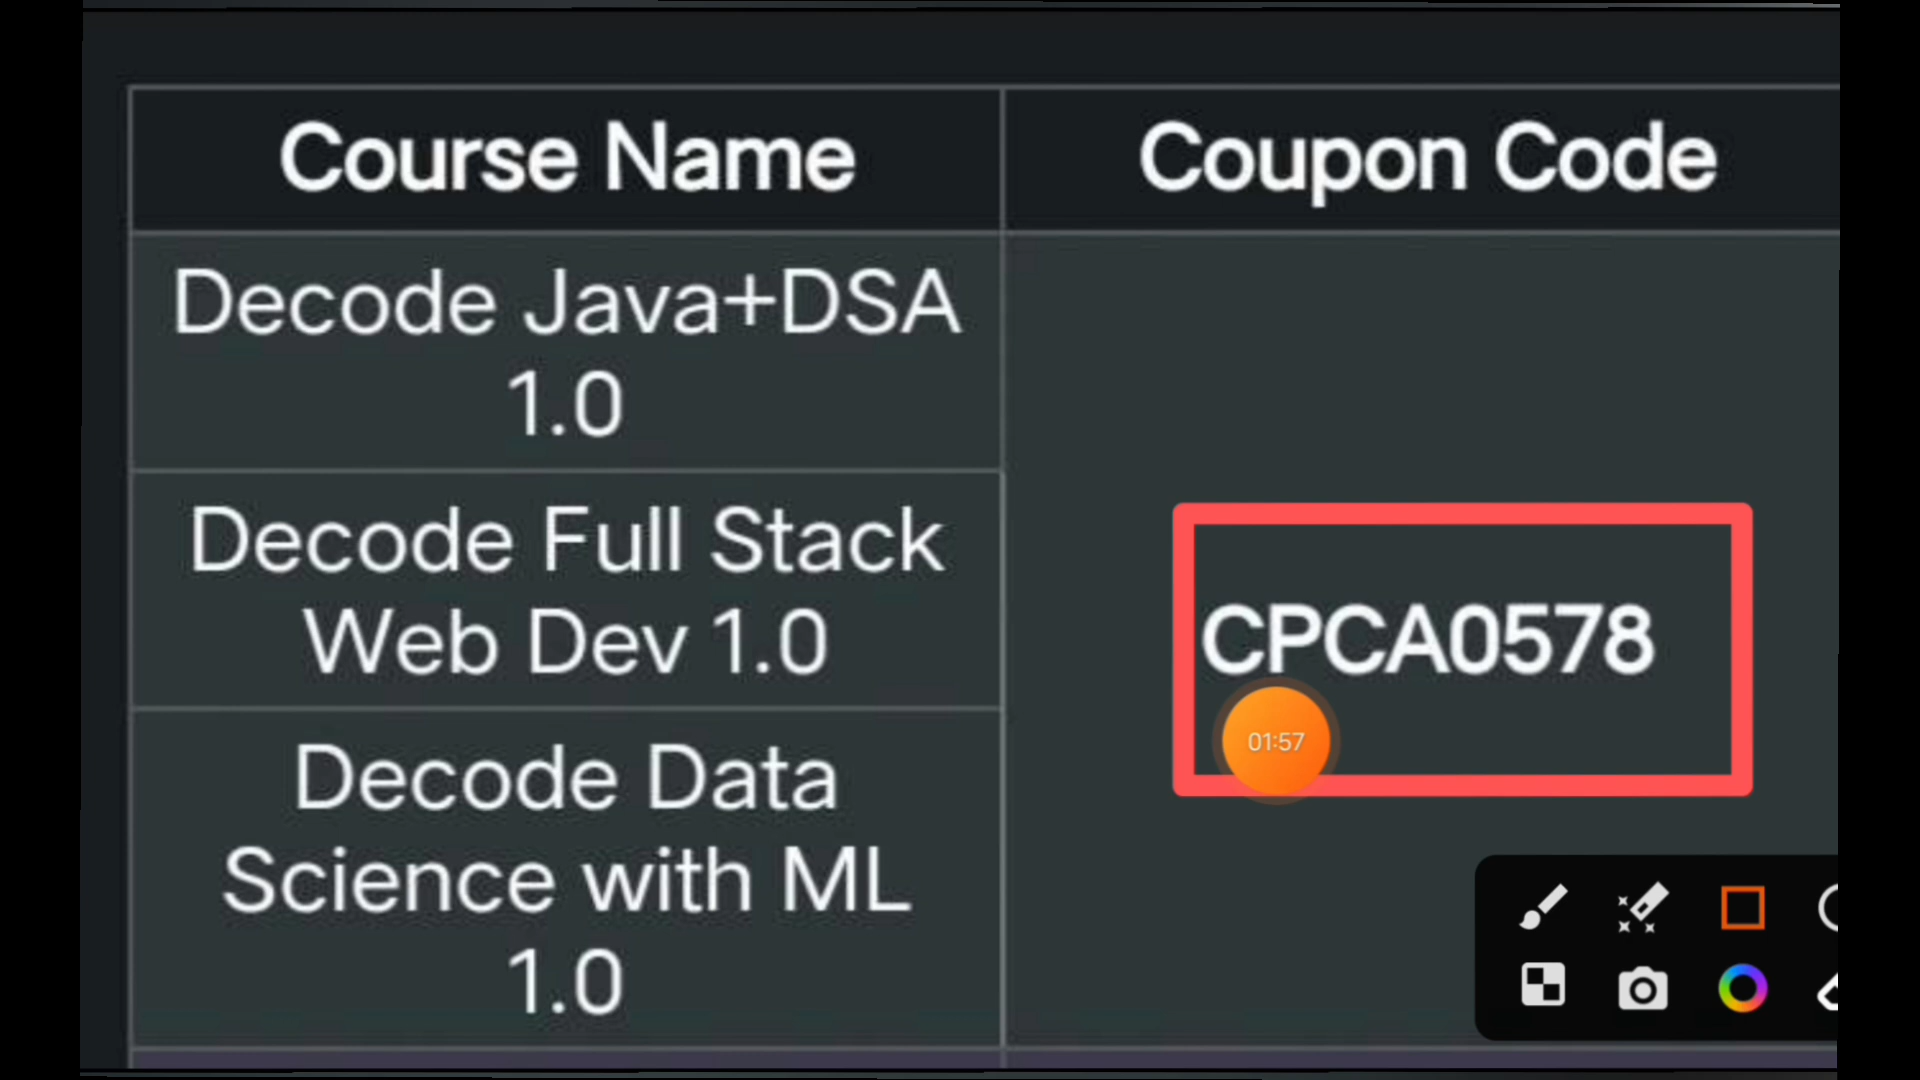 Course Name
Coupon Code
Decode Java+DSA
1.0
Decode Full Stack
Web Dev 1.0
CPCA0578
01:57
Decode Data
Science with ML
1.0